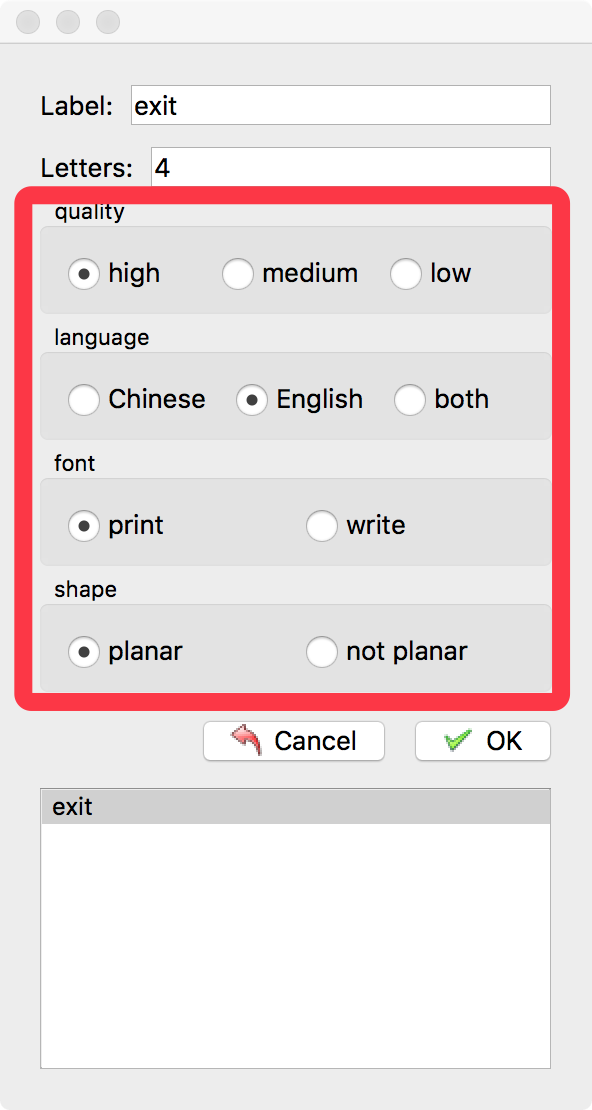 Label: exit
Letters: 4
quality
high medium low
language
Chinese English both
font
print write
shape
planar not planar
Cancel OK
exit